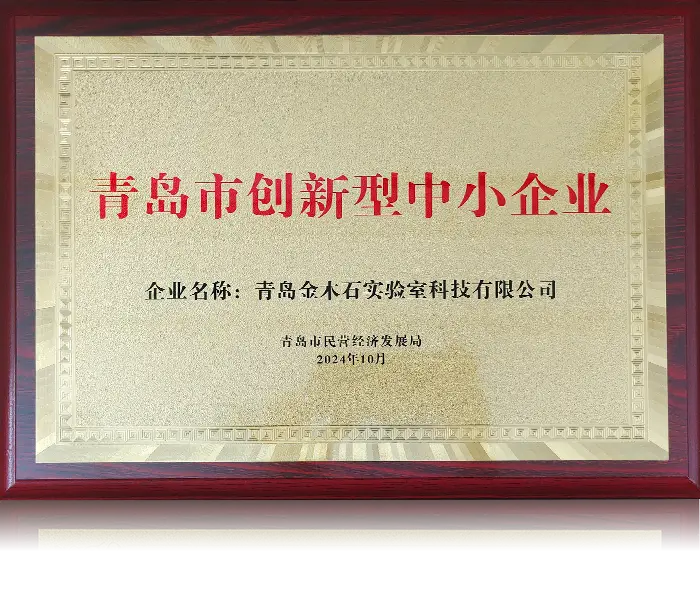 青岛市创新型中小企业
企业名称：青岛金木石实验室科技有限公司
青岛市民营经济发展局
2024年10月